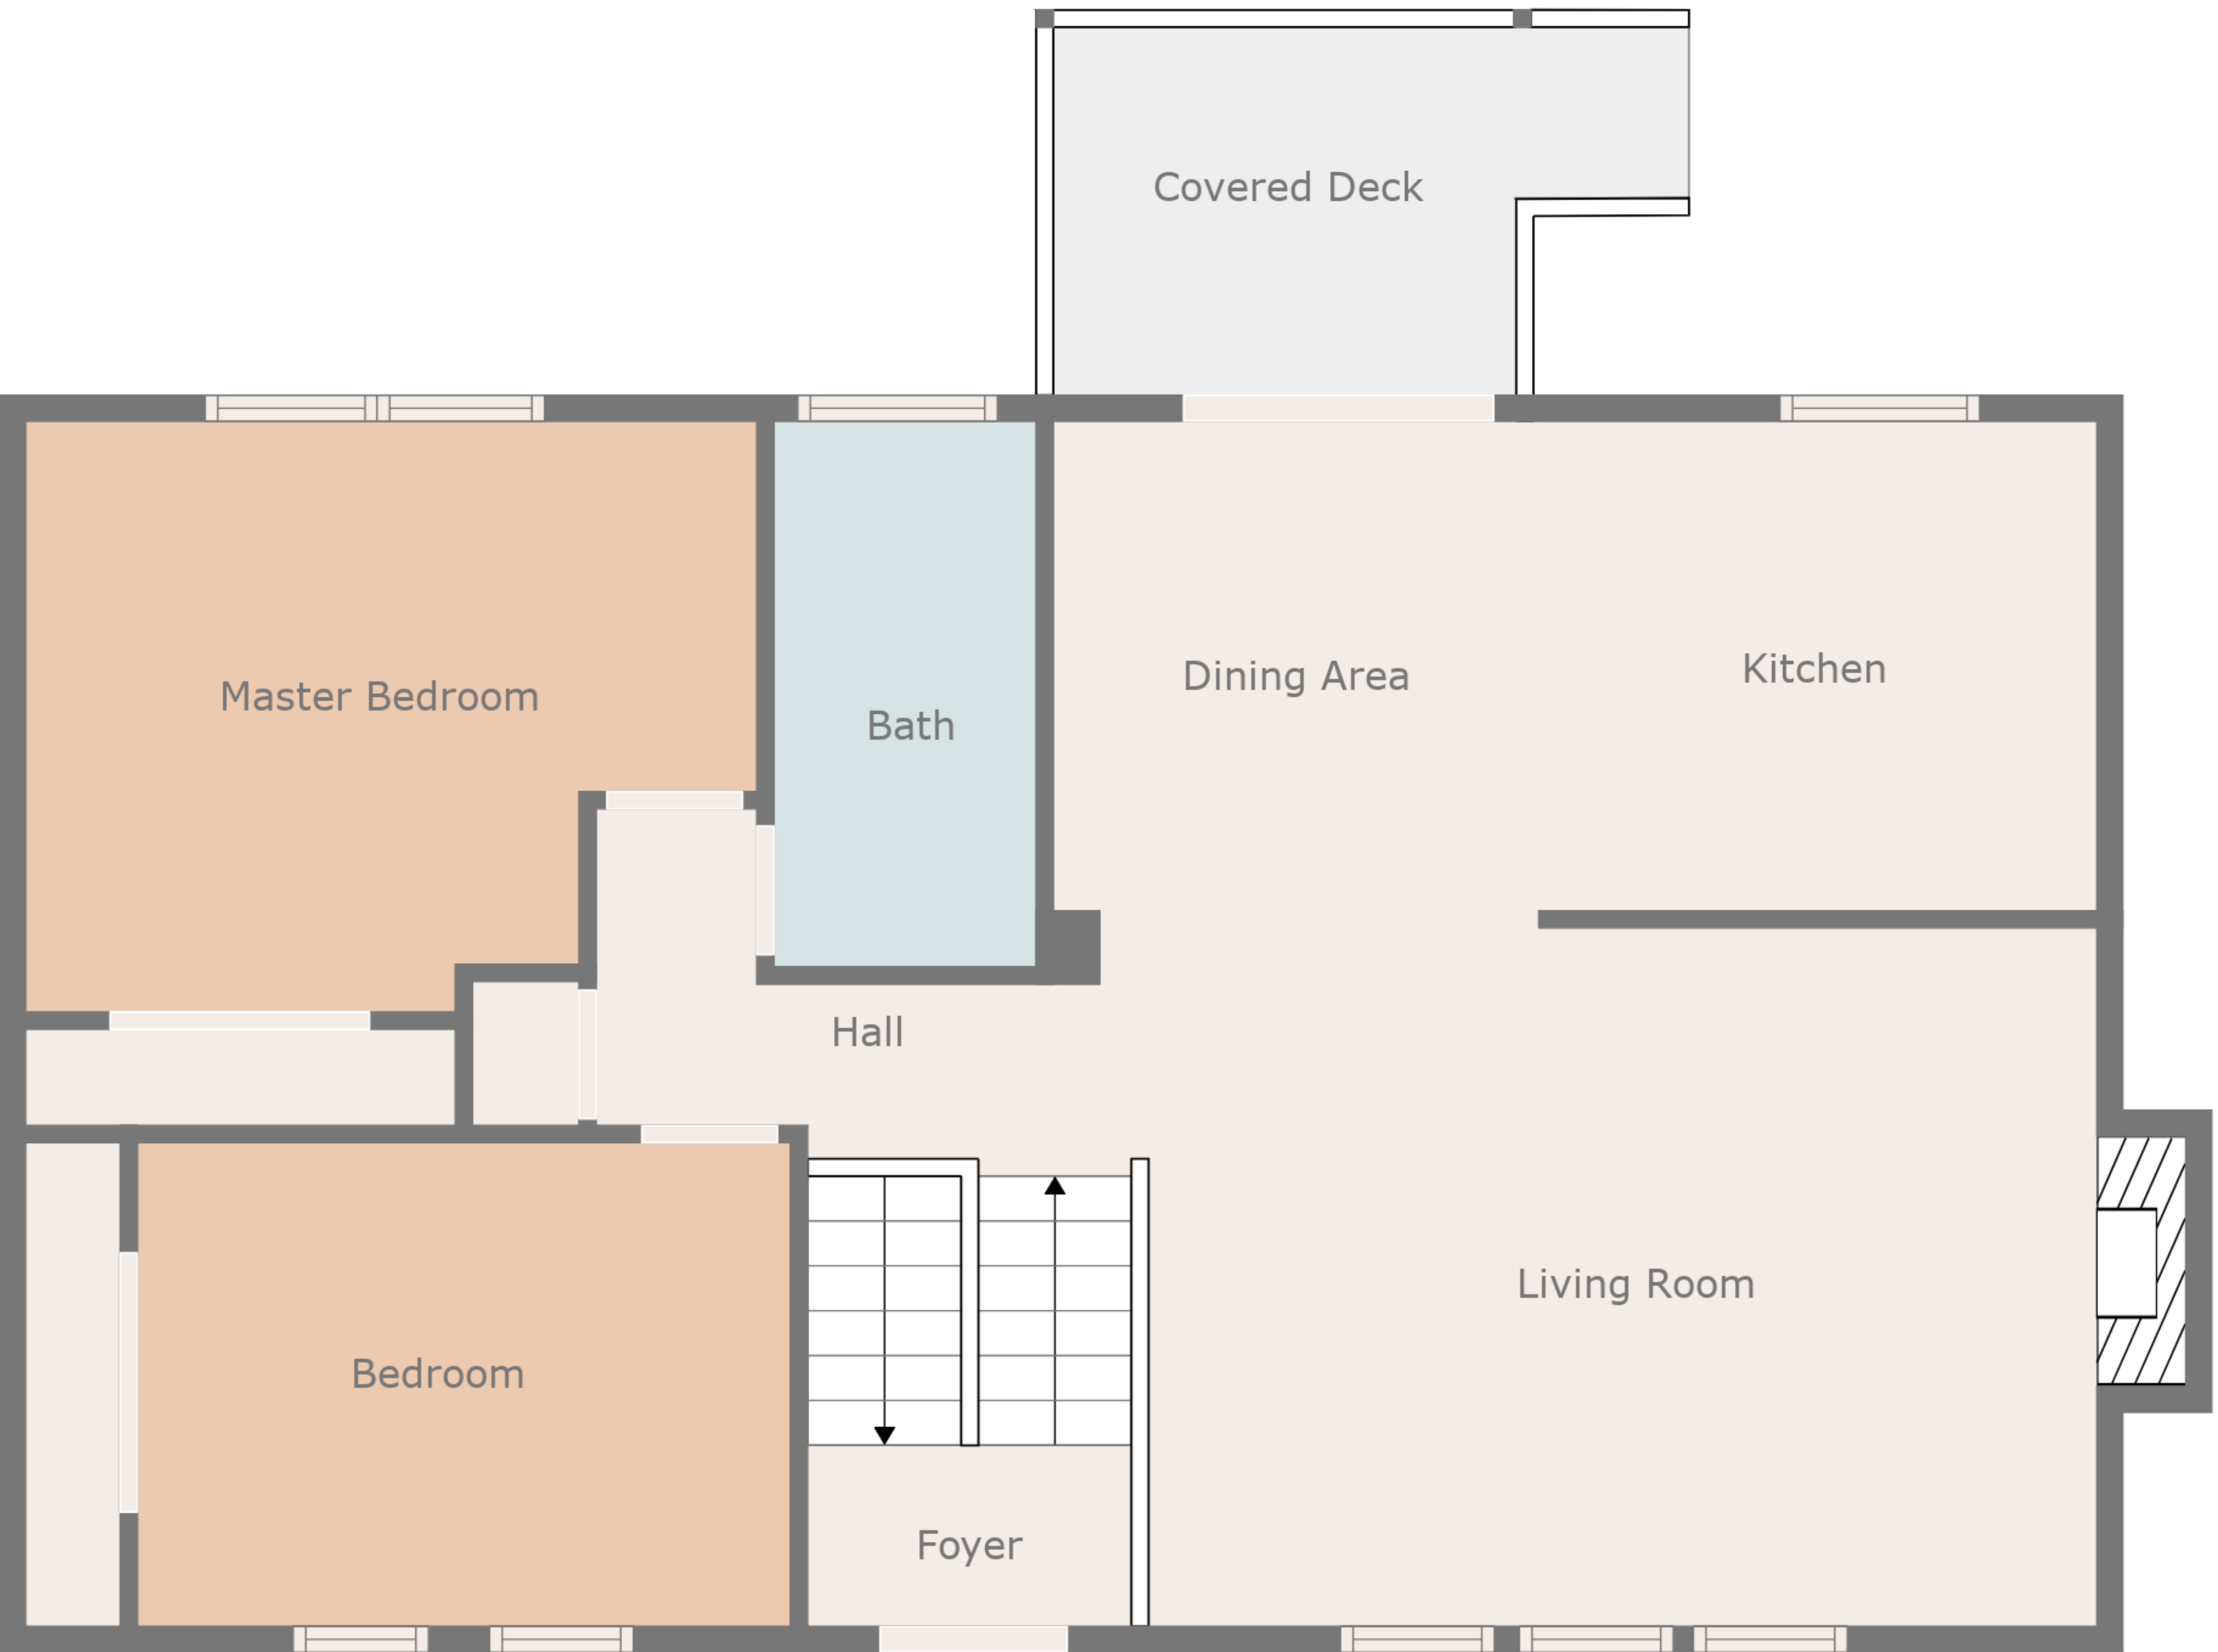 Covered Deck
Master Bedroom
Bath
Dining Area
Kitchen
Hall
Living Room
Bedroom
Foyer